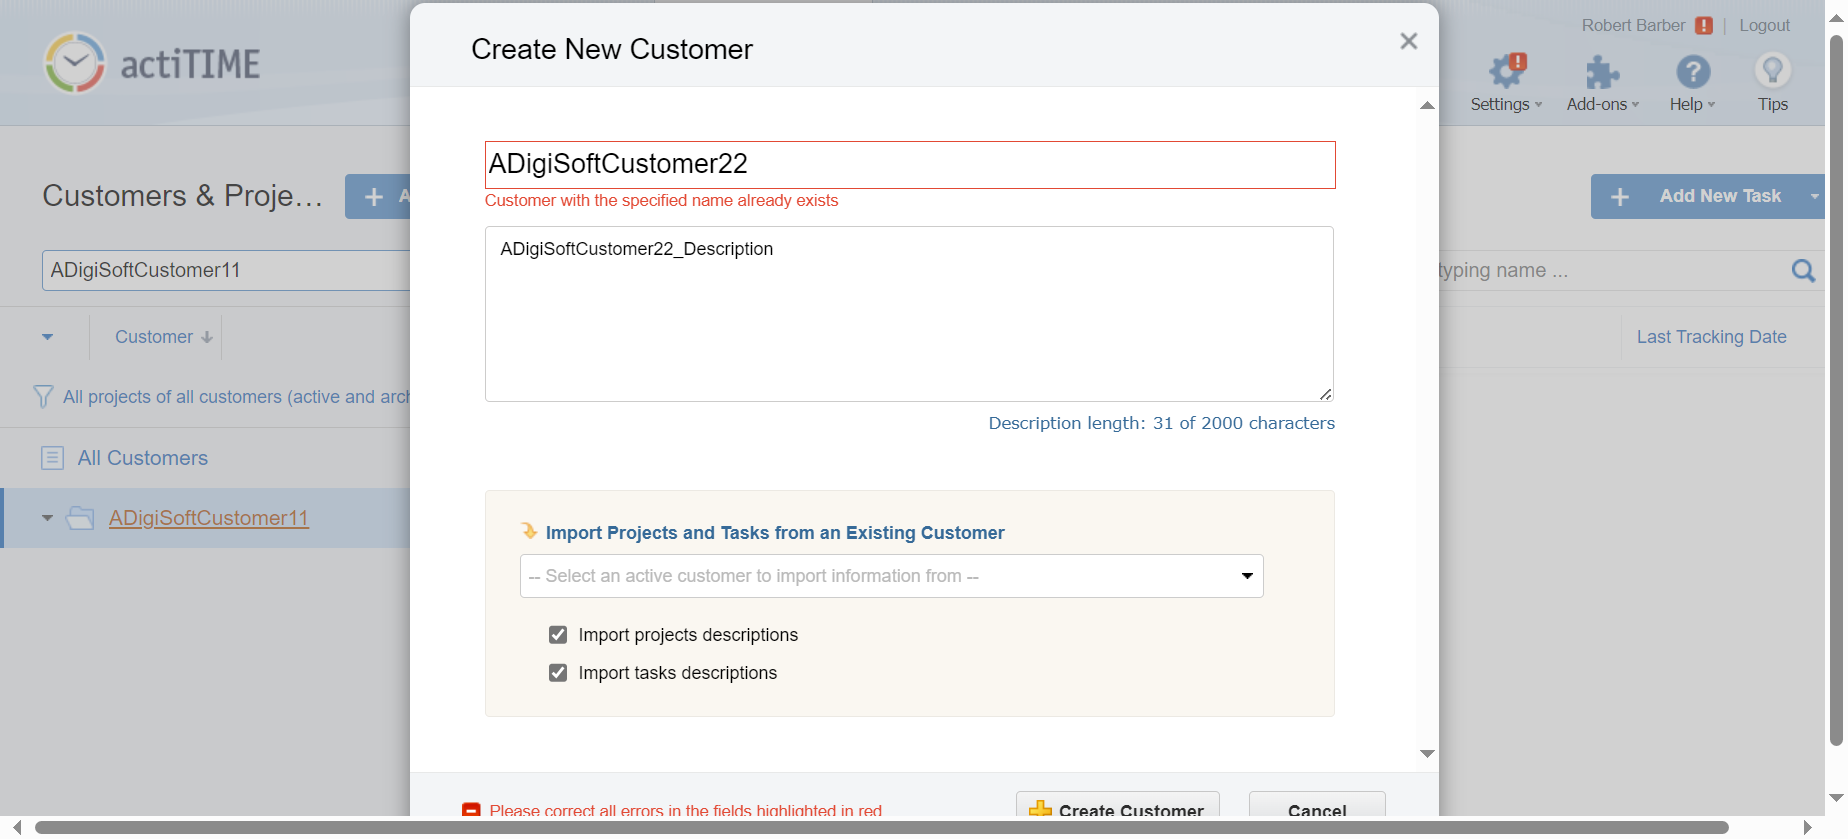 Create New Customer
Robert Barber
Logout
actiTIME
Settings
Add-ons
Help
Tips
Customers & Proje...
A
Add New Task
ADigiSoftCustomer22
Customer with the specified name already exists
ADigiSoftCustomer22_Description
Description length: 31 of 2000 characters
ADigiSoftCustomer11
typing name ...
Customer
Last Tracking Date
All projects of all customers (active and arch
All Customers
ADigiSoftCustomer11
Import Projects and Tasks from an Existing Customer
-- Select an active customer to import information from --
Import projects descriptions
Import tasks descriptions
Please correct all errors in the fields highlighted in red
Create Customer
Cancel